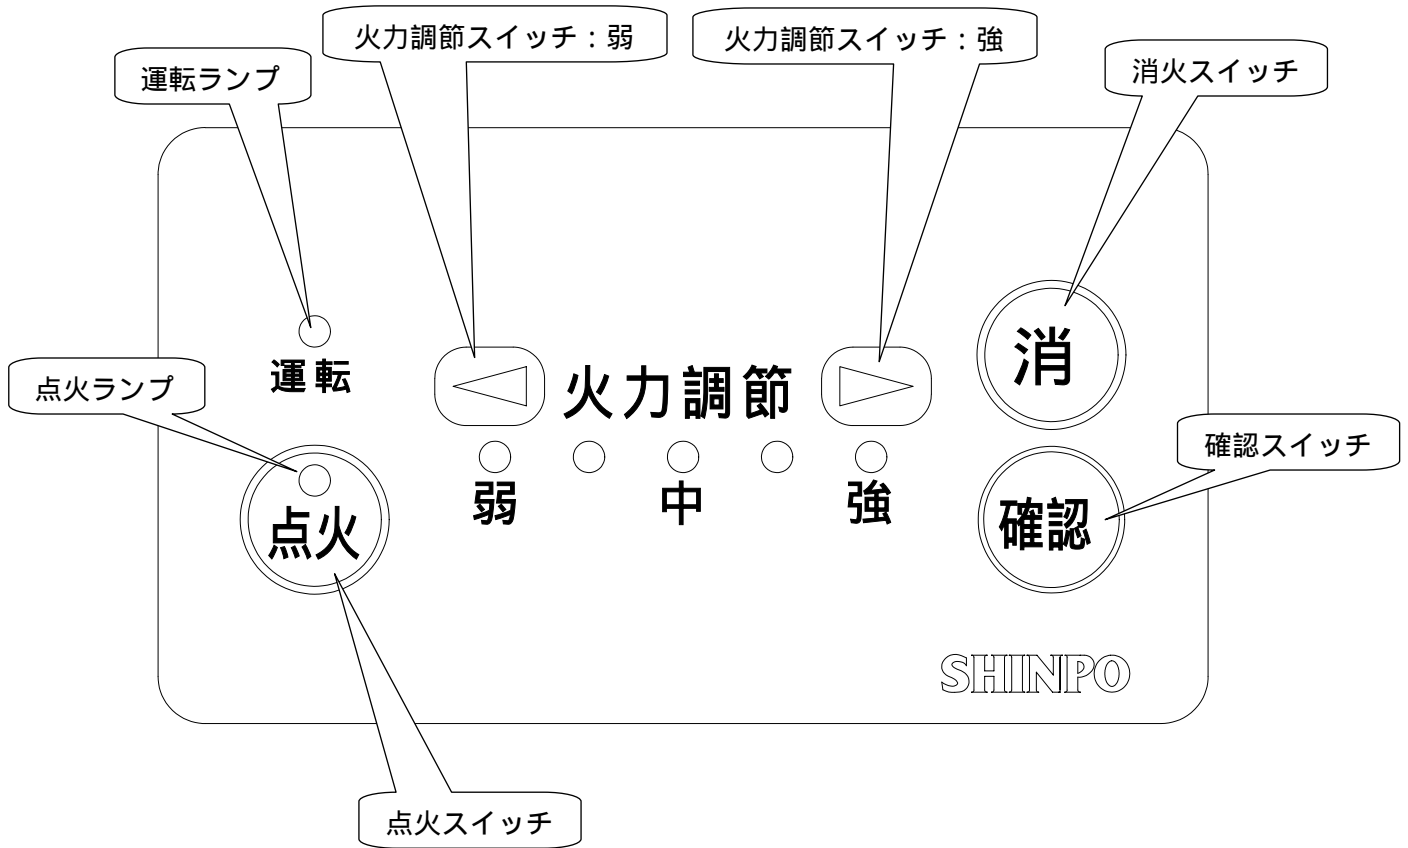 火力調節スイッチ：弱
火力調節スイッチ：強
運転ランプ
消火スイッチ
運転
点火ランプ
火力調節
消
弱
中
強
確認スイッチ
点火
確認
SHINPO
点火スイッチ